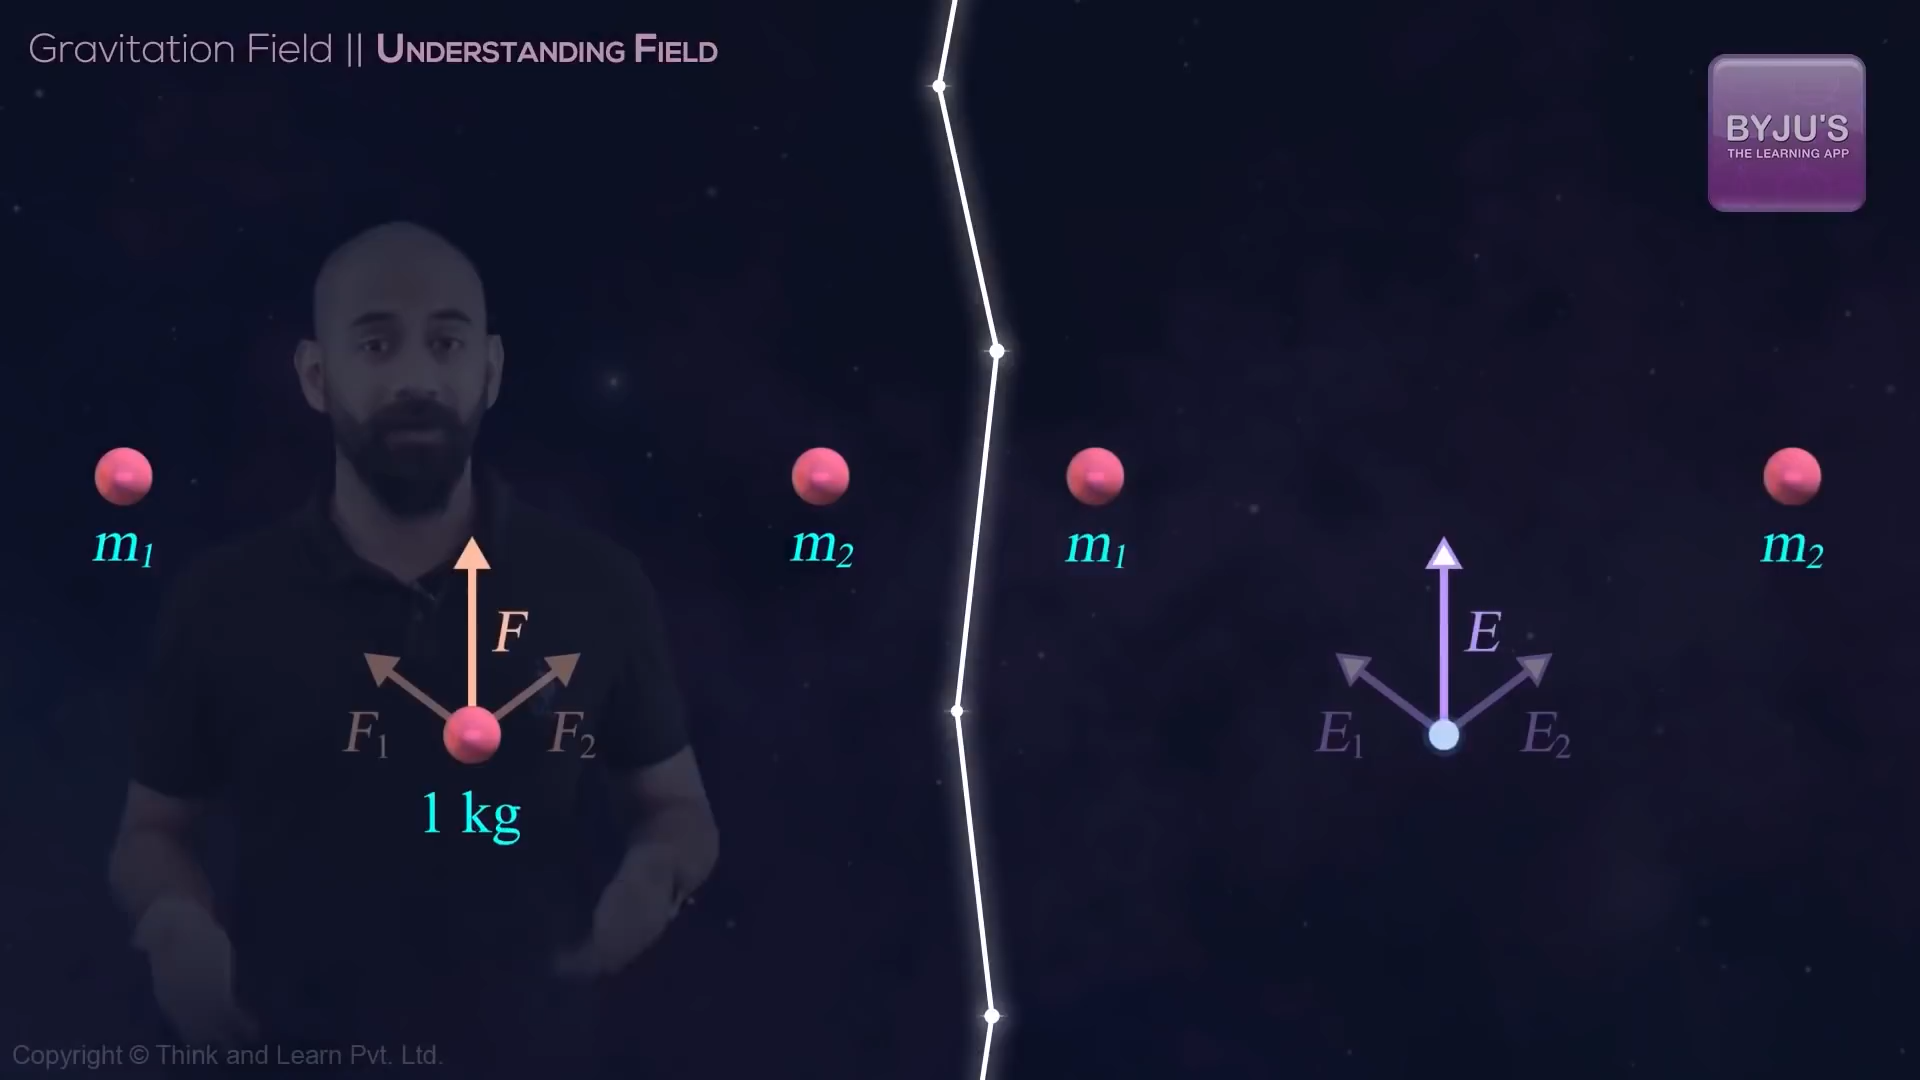 Gravitation Field || UNDERSTANDING FIELD
BYJU'S
THE LEARNING APP
m1
m2
m1
m2
F
E
F1
F2
E1
E2
1 kg
Copyright © Think and Learn Pvt. Ltd.